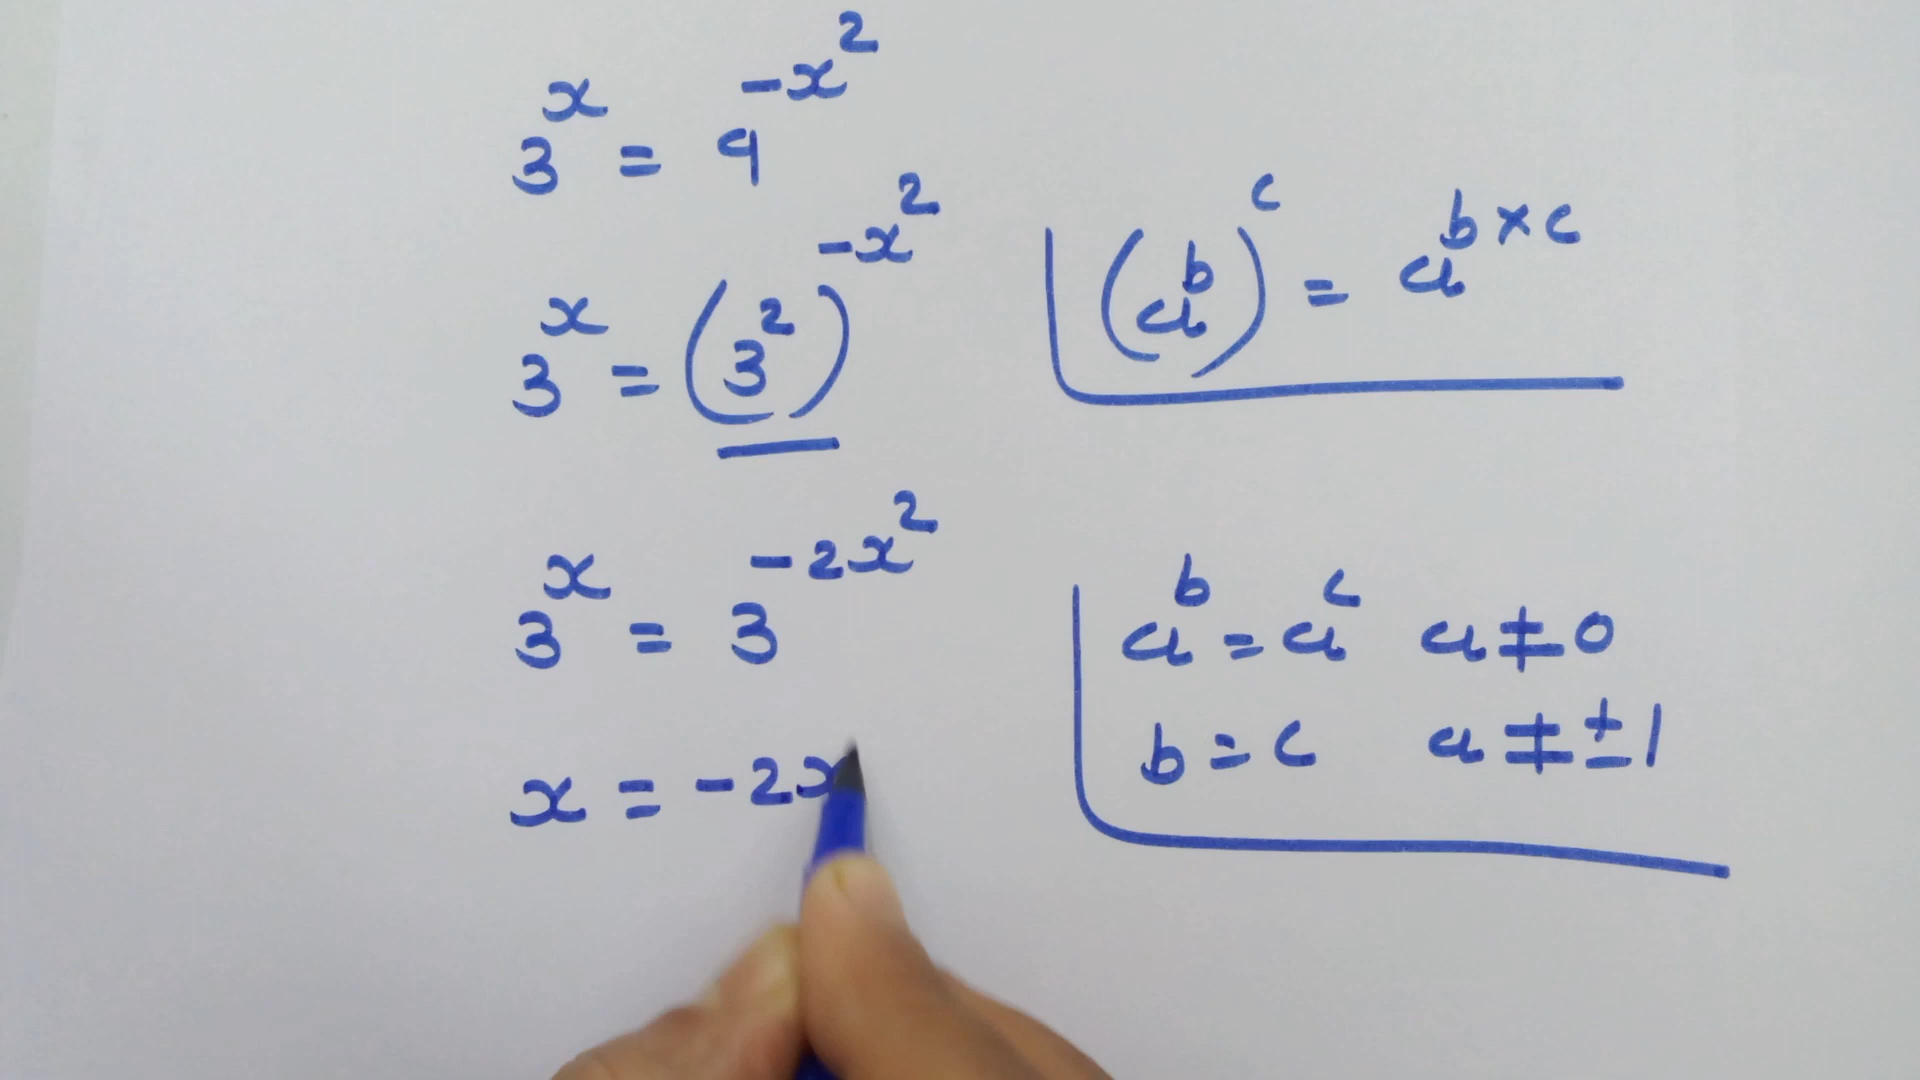 3^x = 9^-x^2
3^x = (3^2)^-x^2
(a^b)^c = a^b×c
3^x = 3^-2x^2
a^b = a^c a ≠ 0
b = c a ≠ ±1
x = -2x